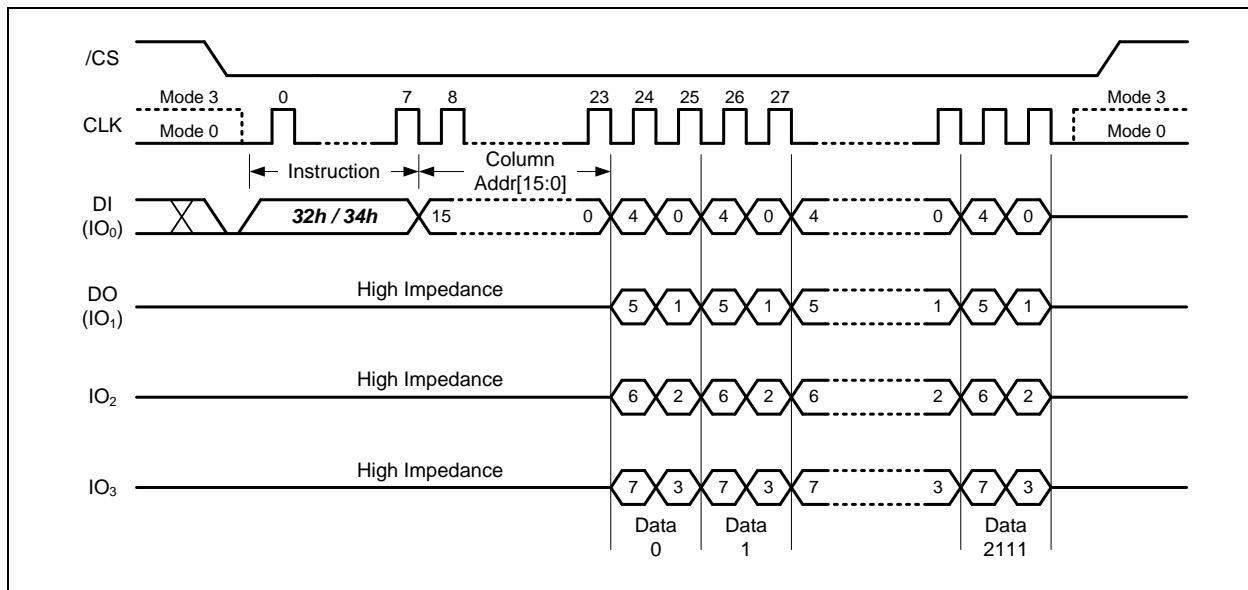 /CS
Mode 3 0 7 8 23 24 25 26 27 Mode 3
CLK Mode 0 Mode 0
Instruction Column
Addr[15:0]
DI
(IO₀) 32h / 34h 15 0 4 0 4 0 4 0 4 0
High Impedance
DO
(IO₁) 5 1 5 1 5 1 5 1
High Impedance
IO₂ 6 2 6 2 6 2 6 2
High Impedance
IO₃ 7 3 7 3 7 3 7 3
Data Data Data
0 1 2111